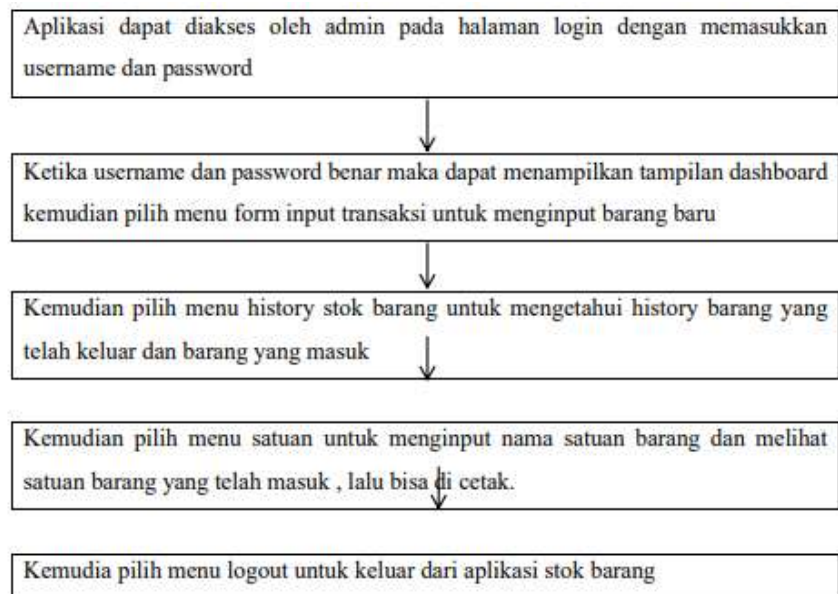 Aplikasi dapat diakses oleh admin pada halaman login dengan memasukkan
username dan password
Ketika username dan password benar maka dapat menampilkan tampilan dashboard
kemudian pilih menu form input transaksi untuk menginput barang baru
Kemudian pilih menu history stok barang untuk mengetahui history barang yang
telah keluar dan barang yang masuk
Kemudian pilih menu satuan untuk menginput nama satuan barang dan melihat
satuan barang yang telah masuk , lalu bisa di cetak.
Kemudia pilih menu logout untuk keluar dari aplikasi stok barang